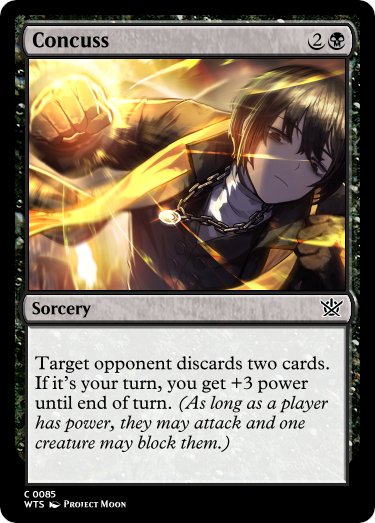 Concuss 2
Sorcery
Target opponent discards two cards.
If it's your turn, you get +3 power
until end of turn. (As long as a player
has power, they may attack and one
creature may block them.)
C 0085
WTS Project Moon